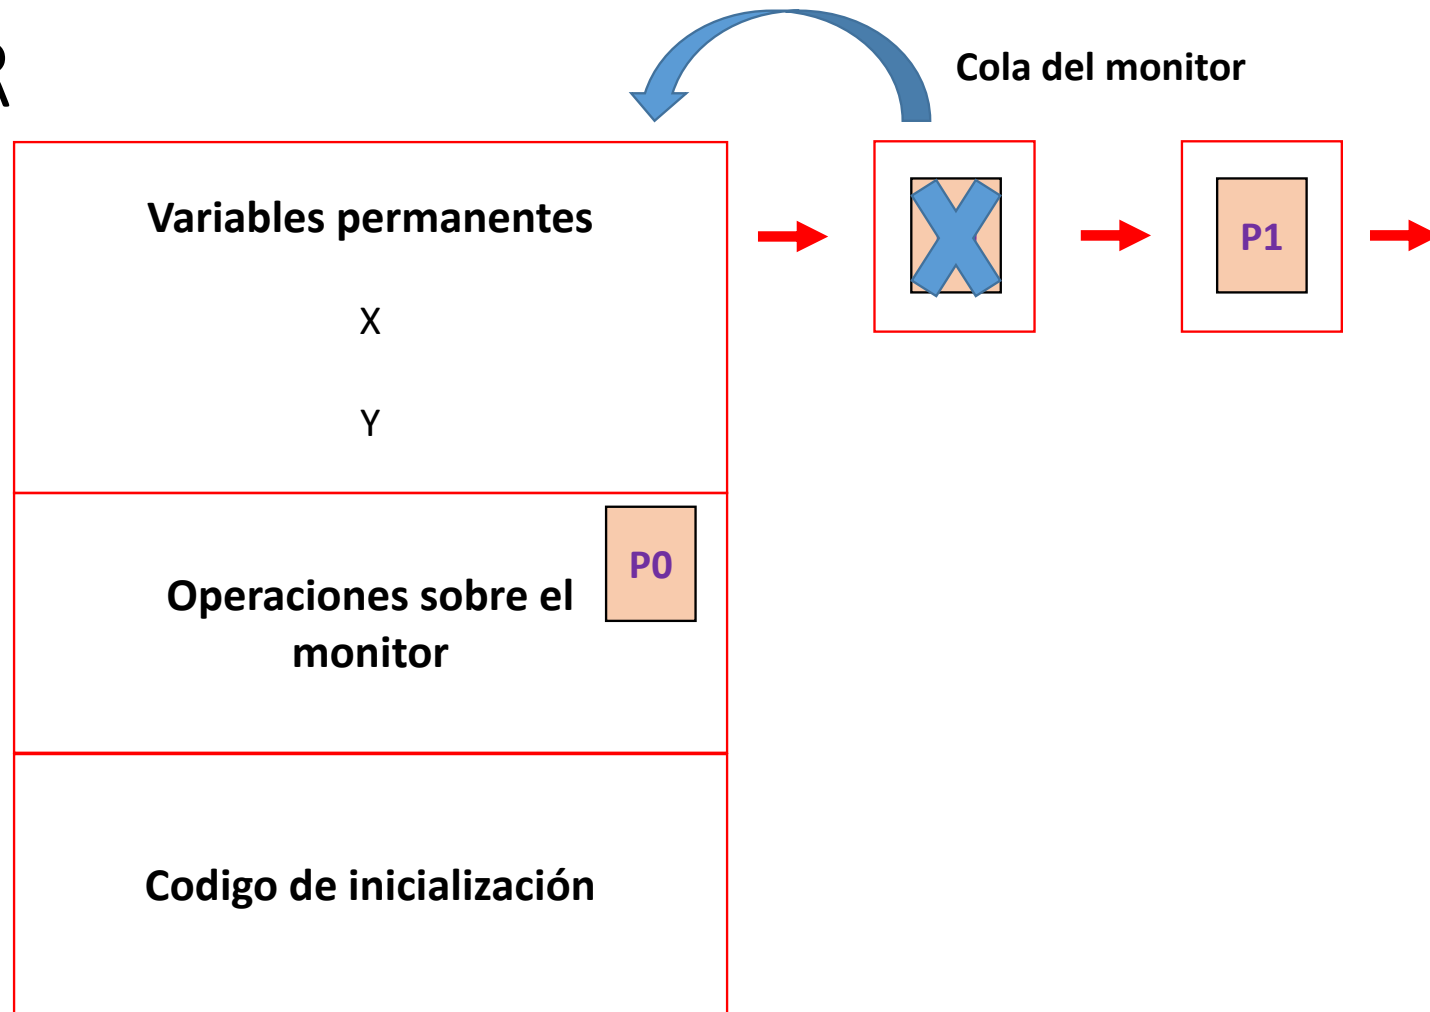 R
Cola del monitor
Variables permanentes
X
Y
P1
P0
Operaciones sobre el
monitor
Codigo de inicialización